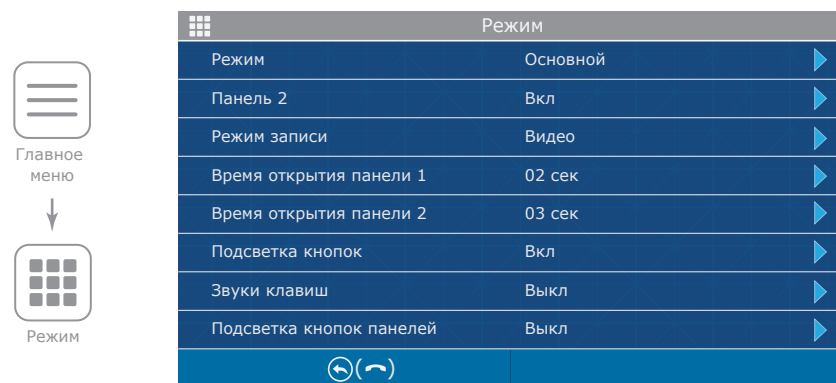 Главное
меню
Режим
Режим
Режим Основной
Панель 2 Вкл
Режим записи Видео
Время открытия панели 1 02 сек
Время открытия панели 2 03 сек
Подсветка кнопок Вкл
Звуки клавиш Выкл
Подсветка кнопок панелей Выкл
( )